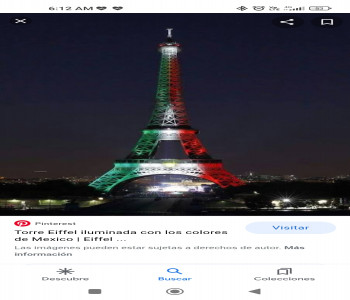 6:12 AM
Pinterest
Torre Eiffel iluminada con los colores
de Mexico | Eiffel ...
Visitar
Las imágenes pueden estar sujetas a derechos de autor. Más
información
Descubre
Buscar
Colecciones